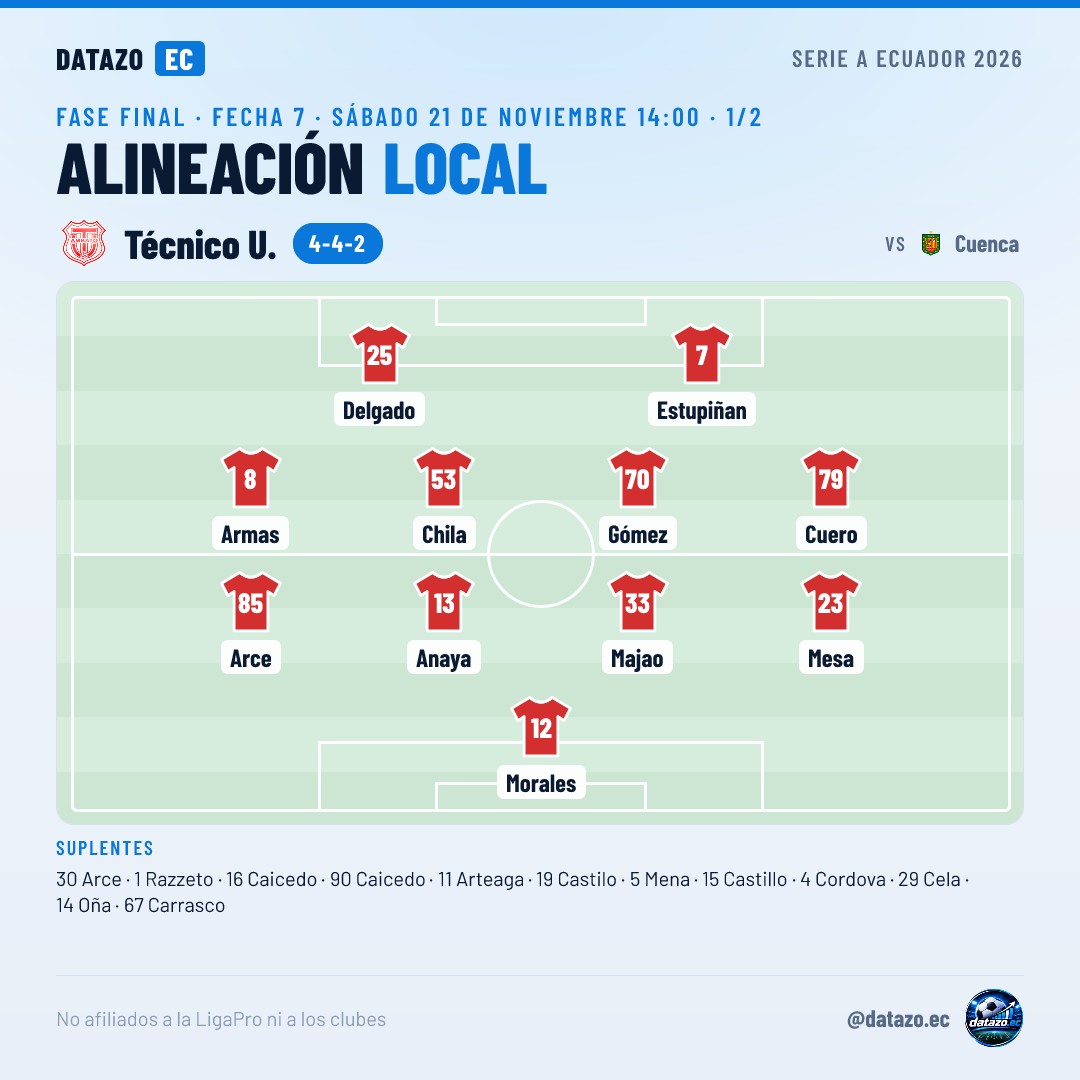 DATAZO EC
SERIE A ECUADOR 2026
FASE FINAL · FECHA 7 · SÁBADO 21 DE NOVIEMBRE 14:00 · 1/2
ALINEACIÓN LOCAL
AMBATO
Técnico U. 4-4-2
VS Cuenca
25 7
Delgado Estupiñan
8 53 70 79
Armas Chila Gómez Cuero
85 13 33 23
Arce Anaya Majao Mesa
12
Morales
SUPLENTES
30 Arce · 1 Razzeto · 16 Caicedo · 90 Caicedo · 11 Arteaga · 19 Castilo · 5 Mena · 15 Castillo · 4 Cordova · 29 Cela ·
14 Oña · 67 Carrasco
No afiliados a la LigaPro ni a los clubes
@datazo.ec
datazo.ec